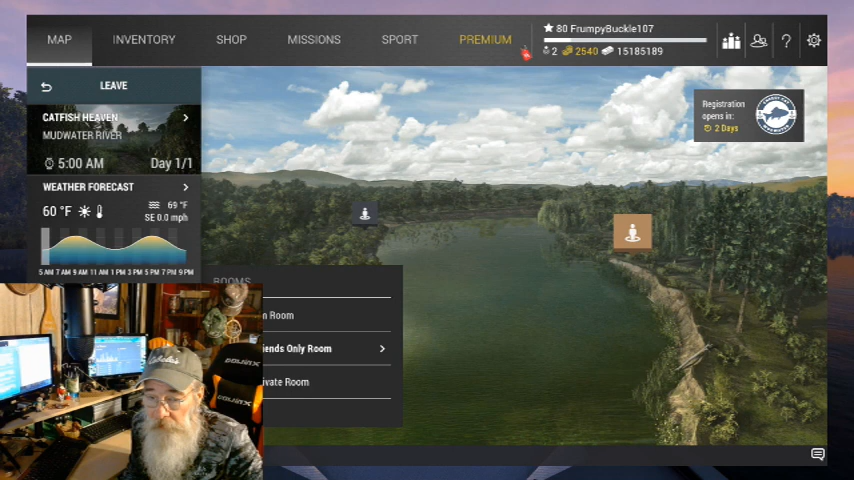 MAP
INVENTORY
SHOP
MISSIONS
SPORT
PREMIUM
80 FrumpyBuckle107
2 2540 15185189
?
LEAVE
CATFISH HEAVEN
MUDWATER RIVER
5:00 AM Day 1/1
WEATHER FORECAST
60 °F 69 °F
SE 0.0 mph
5 AM 7 AM 9 AM 11 AM 1 PM 3 PM 5 PM 7 PM 9 PM
Registration
opens in:
2 Days
ROOMS
m Room
iends Only Room
ivate Room